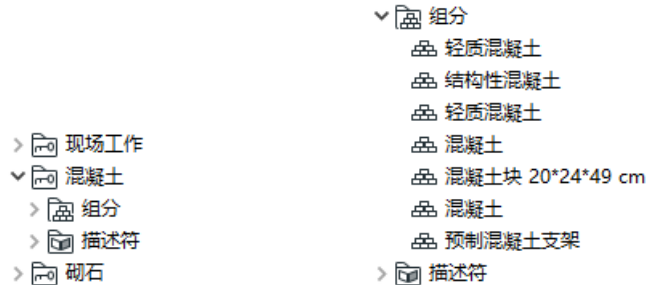 现场工作
混凝土
组分
描述符
砌石
组分
轻质混凝土
结构性混凝土
轻质混凝土
混凝土
混凝土块 20*24*49 cm
混凝土
预制混凝土支架
描述符